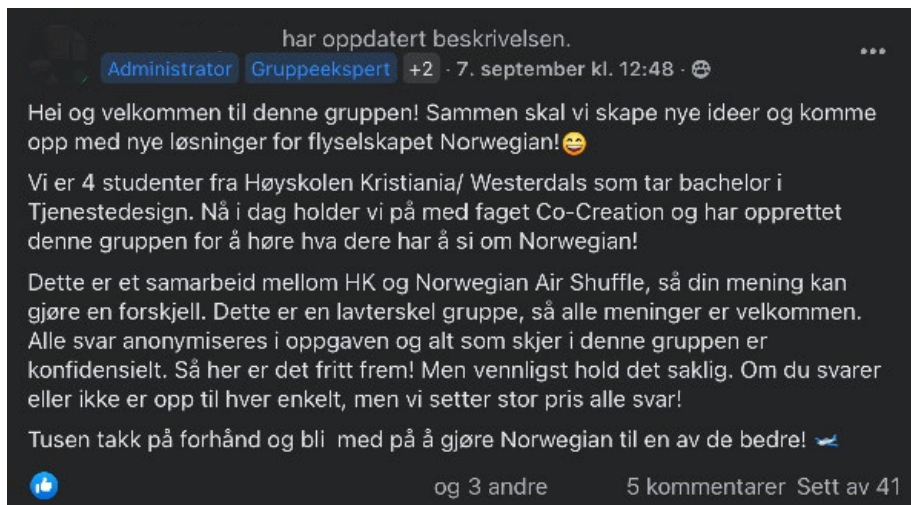 har oppdatert beskrivelsen.
Administrator Gruppeekspert +2 · 7. september kl. 12:48 ·
Hei og velkommen til denne gruppen! Sammen skal vi skape nye ideer og komme
opp med nye løsninger for flyselskapet Norwegian!😄
Vi er 4 studenter fra Høyskolen Kristiania/ Westerdals som tar bachelor i
Tjenestedesign. Nå i dag holder vi på med faget Co-Creation og har opprettet
denne gruppen for å høre hva dere har å si om Norwegian!
Dette er et samarbeid mellom HK og Norwegian Air Shuffle, så din mening kan
gjøre en forskjell. Dette er en lavterskel gruppe, så alle meninger er velkommen.
Alle svar anonymiseres i oppgaven og alt som skjer i denne gruppen er
konfidensielt. Så her er det fritt frem! Men vennligst hold det saklig. Om du svarer
eller ikke er opp til hver enkelt, men vi setter stor pris alle svar!
Tusen takk på forhånd og bli  med på å gjøre Norwegian til en av de bedre! 🛩️
og 3 andre 5 kommentarer Sett av 41